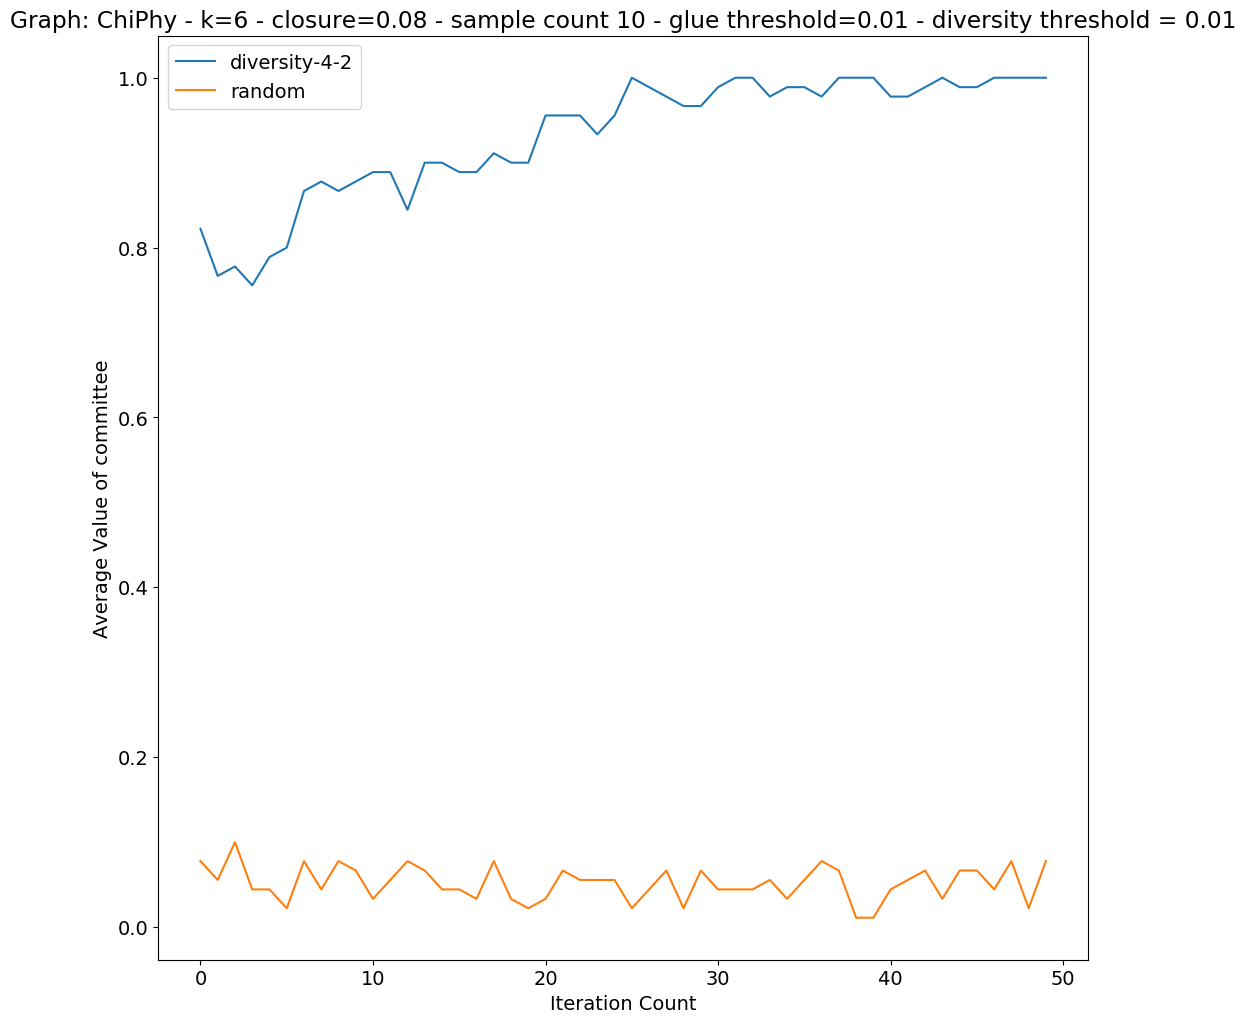 Graph: ChiPhy - k=6 - closure=0.08 - sample count 10 - glue threshold=0.01 - diversity threshold = 0.01
diversity-4-2
random
1.0
0.8
0.6
0.4
0.2
0.0
Average Value of committee
0 10 20 30 40 50
Iteration Count